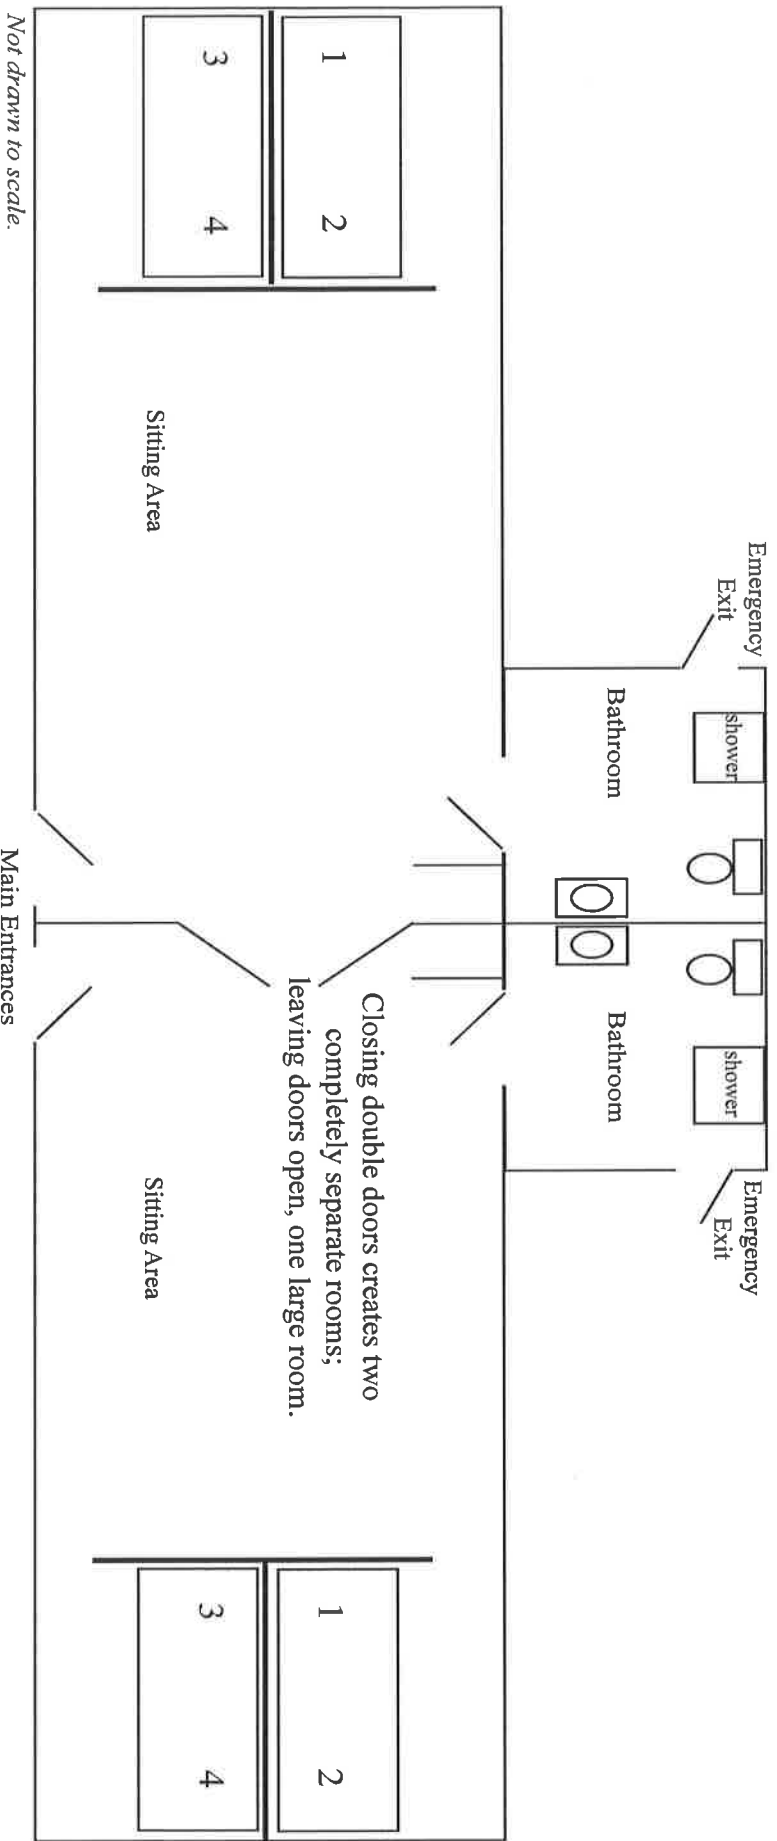 Emergency
Exit
Emergency
Exit
shower
shower
Bathroom
Bathroom
1
2
3
4
Closing double doors creates two
completely separate rooms;
leaving doors open, one large room.
1
2
3
4
Sitting Area
Sitting Area
Main Entrances
Not drawn to scale.